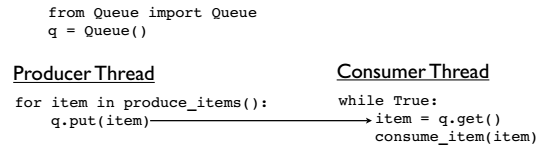 from Queue import Queue
q = Queue()
Producer Thread
for item in produce_items():
    q.put(item)
Consumer Thread
while True:
    item = q.get()
    consume_item(item)